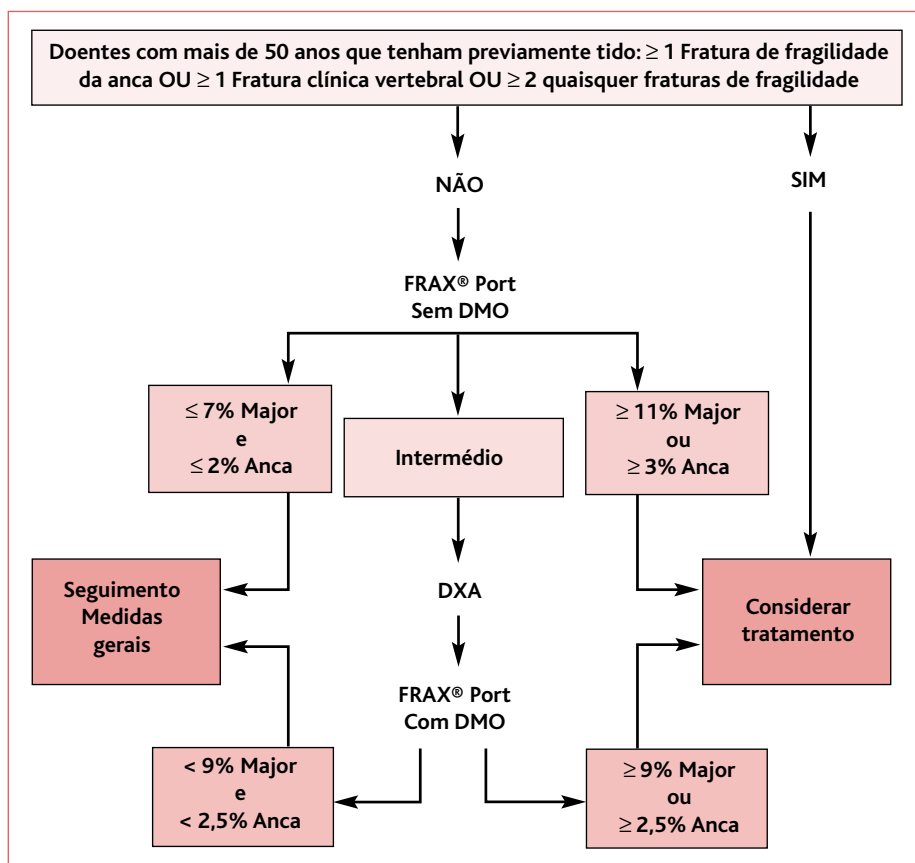 Doentes com mais de 50 anos que tenham previamente tido: ≥ 1 Fratura de fragilidade
da anca OU ≥ 1 Fratura clínica vertebral OU ≥ 2 quaisquer fraturas de fragilidade
NÃO
SIM
FRAX® Port
Sem DMO
≤ 7% Major
e
≤ 2% Anca
Intermédio
≥ 11% Major
ou
≥ 3% Anca
Seguimento
Medidas
gerais
DXA
Considerar
tratamento
FRAX® Port
Com DMO
< 9% Major
e
< 2,5% Anca
≥ 9% Major
ou
≥ 2,5% Anca